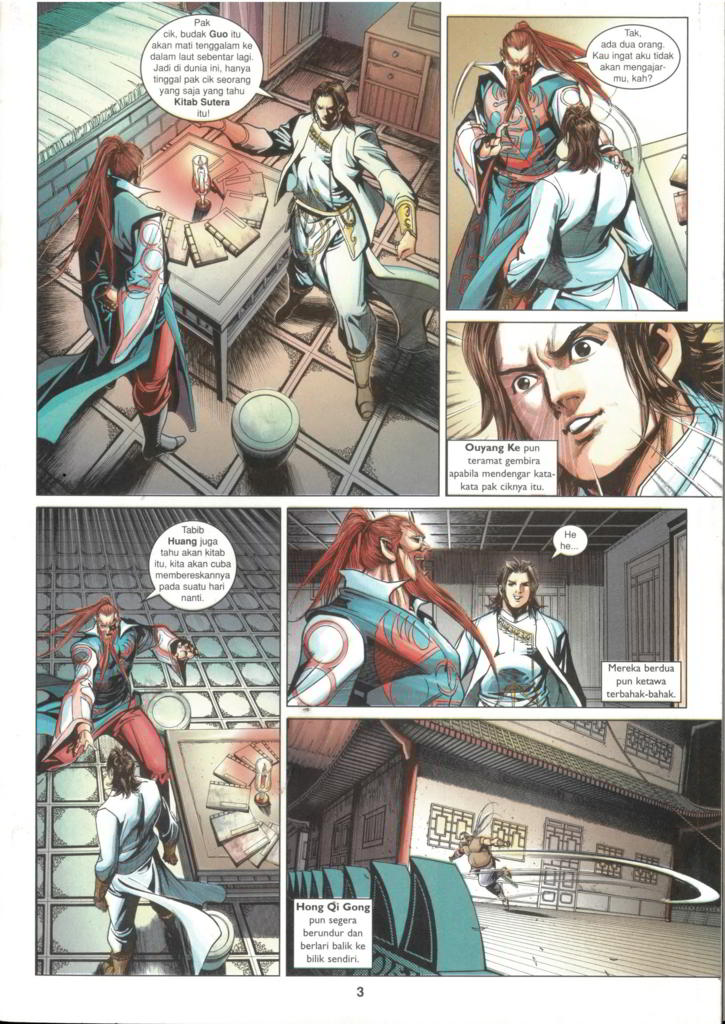 Pak
cik, budak Guo itu
akan mati tenggalam ke
dalam laut sebentar lagi.
Jadi di dunia ini, hanya
tinggal pak cik seorang
yang saja yang tahu
Kitab Sutera
itu!
Tak,
ada dua orang.
Kau ingat aku tidak
akan mengajar-
mu, kah?
Ouyang Ke pun
teramat gembira
apabila mendengar kata-
kata pak ciknya itu.
Tabib
Huang juga
tahu akan kitab
itu, kita akan cuba
membereskannya
pada suatu hari
nanti.
He
he...
Mereka berdua
pun ketawa
terbahak-bahak.
Hong Qi Gong
pun segera
berundur dan
berlari balik ke
bilik sendiri.
3